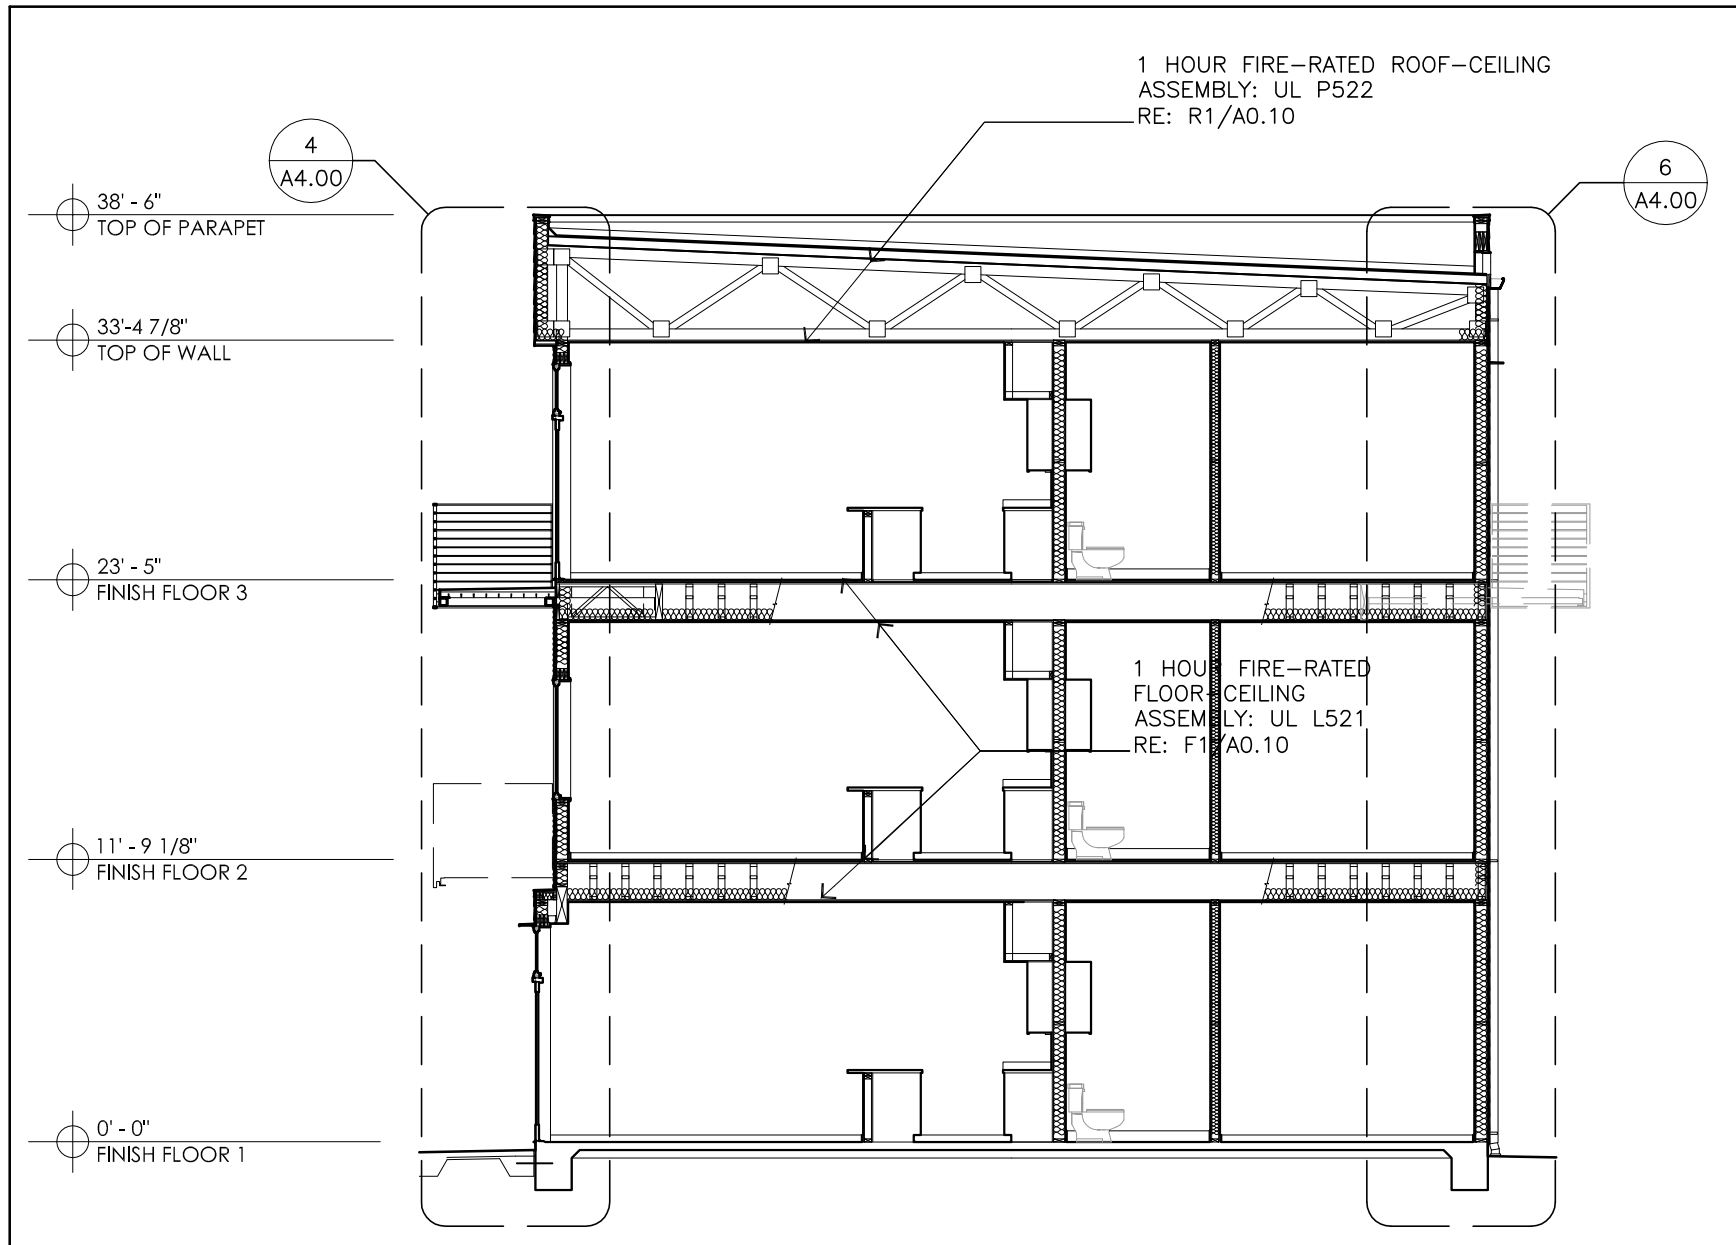 1 HOUR FIRE-RATED ROOF-CEILING
ASSEMBLY: UL P522
RE: R1/A0.10
4
A4.00
6
A4.00
38' - 6"
TOP OF PARAPET
33'-4 7/8"
TOP OF WALL
23' - 5"
FINISH FLOOR 3
1 HOUR FIRE-RATED
FLOOR-CEILING
ASSEMBLY: UL L521
RE: F1/A0.10
11' - 9 1/8"
FINISH FLOOR 2
0' - 0"
FINISH FLOOR 1